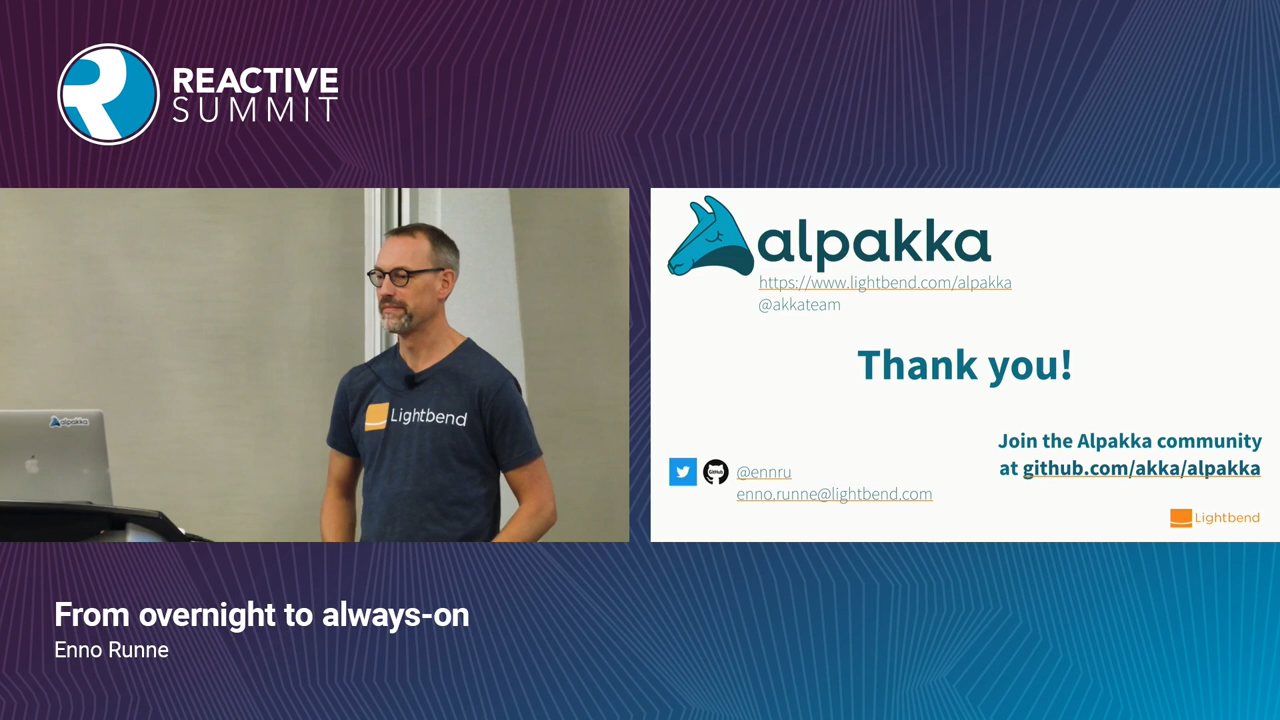 REACTIVE
SUMMIT
alpakka
Lightbend
alpakka
https://www.lightbend.com/alpakka
@akkateam
Thank you!
Join the Alpakka community
at github.com/akka/alpakka
GitHub
@ennru
enno.runne@lightbend.com
Lightbend
From overnight to always-on
Enno Runne